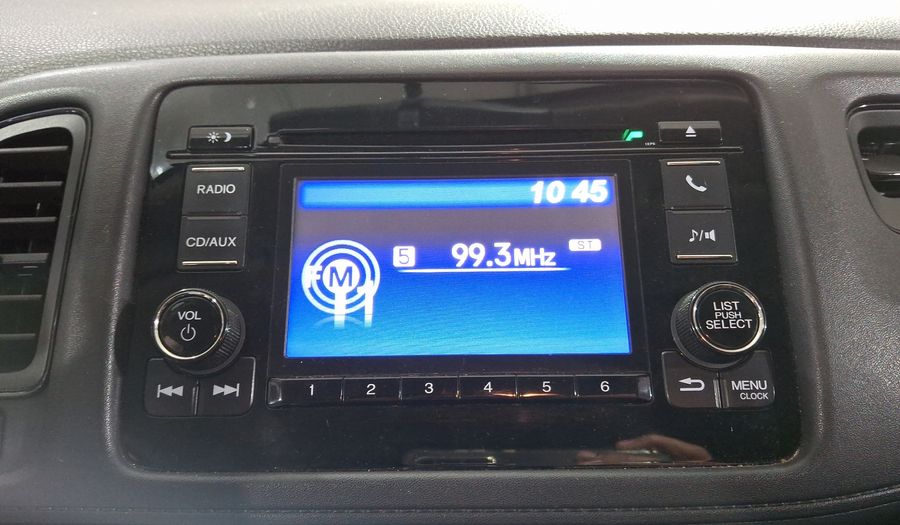 10 45
RADIO
CD/AUX
5 99.3MHz ST
FM1
VOL
LIST
PUSH
SELECT
1 2 3 4 5 6
MENU
CLOCK